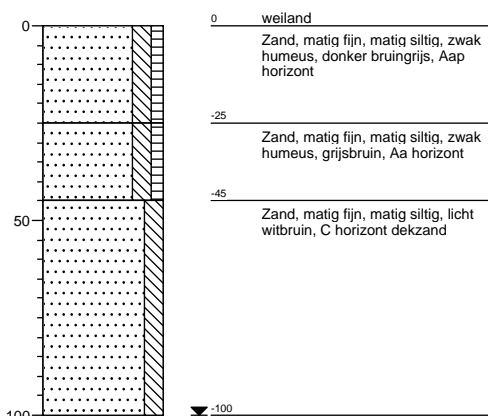 0
0 weiland
Zand, matig fijn, matig siltig, zwak
humeus, donker bruingrijs, Aap
horizont
-25
Zand, matig fijn, matig siltig, zwak
humeus, grijsbruin, Aa horizont
-45
50
Zand, matig fijn, matig siltig, licht
witbruin, C horizont dekzand
100
-100